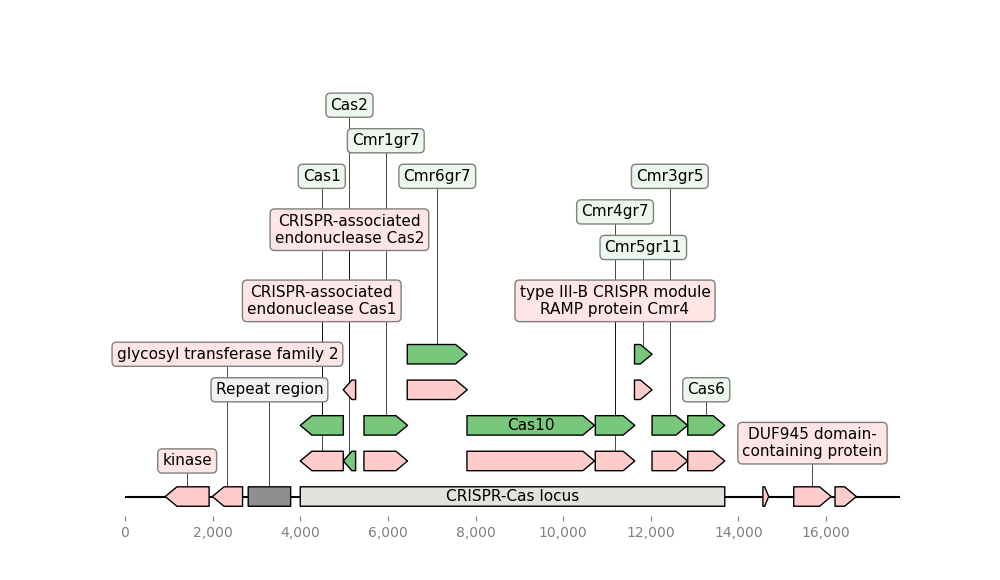 Cas2
Cmr1gr7
Cas1
Cmr6gr7
Cmr3gr5
Cmr4gr7
CRISPR-associated
endonuclease Cas2
Cmr5gr11
CRISPR-associated
endonuclease Cas1
type III-B CRISPR module
RAMP protein Cmr4
glycosyl transferase family 2
Repeat region
Cas6
Cas10
DUF945 domain-
containing protein
kinase
CRISPR-Cas locus
0 2,000 4,000 6,000 8,000 10,000 12,000 14,000 16,000